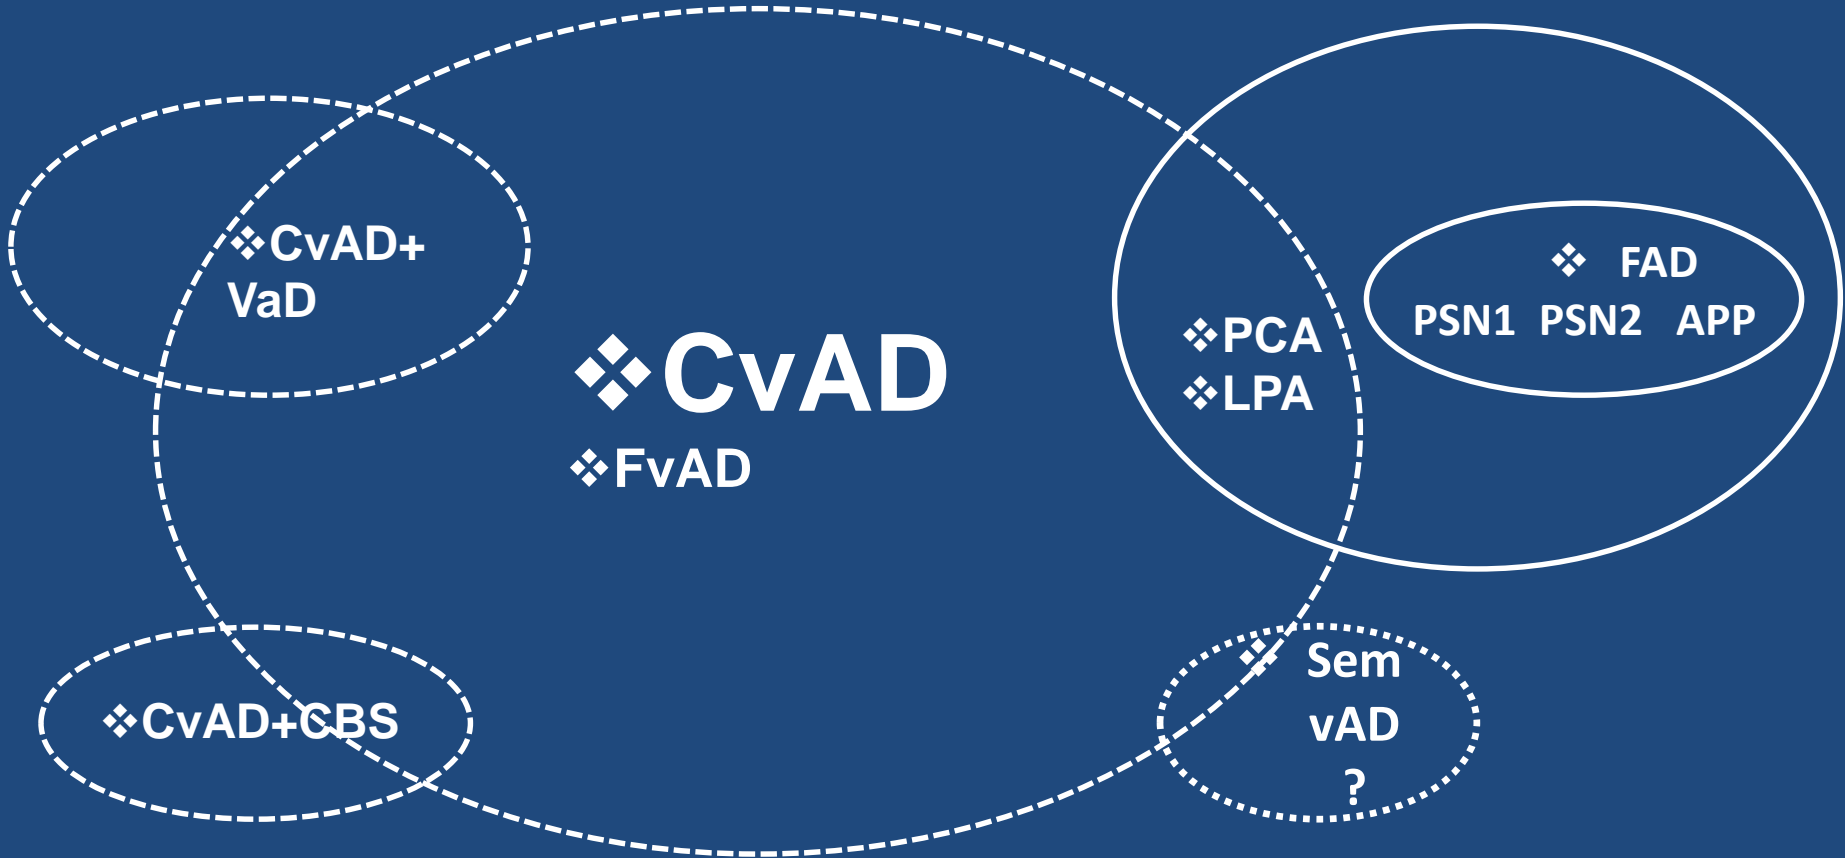 ❖CvAD+
VaD
❖CvAD
❖FvAD
❖PCA
❖LPA
❖ FAD
PSN1 PSN2 APP
❖CvAD+CBS
❖ Sem
vAD
?